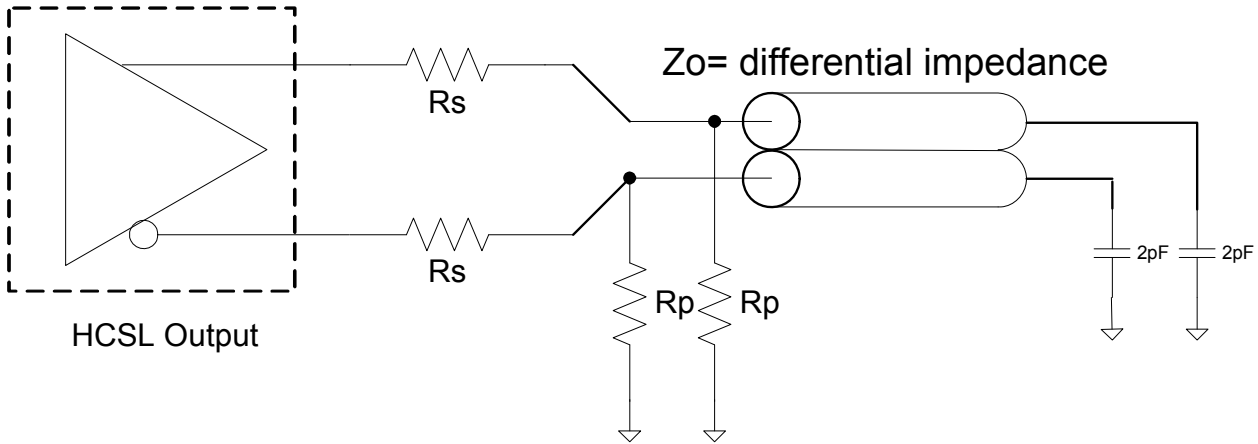 Zo= differential impedance
Rs
Rs
Rp
Rp
2pF
2pF
HCSL Output